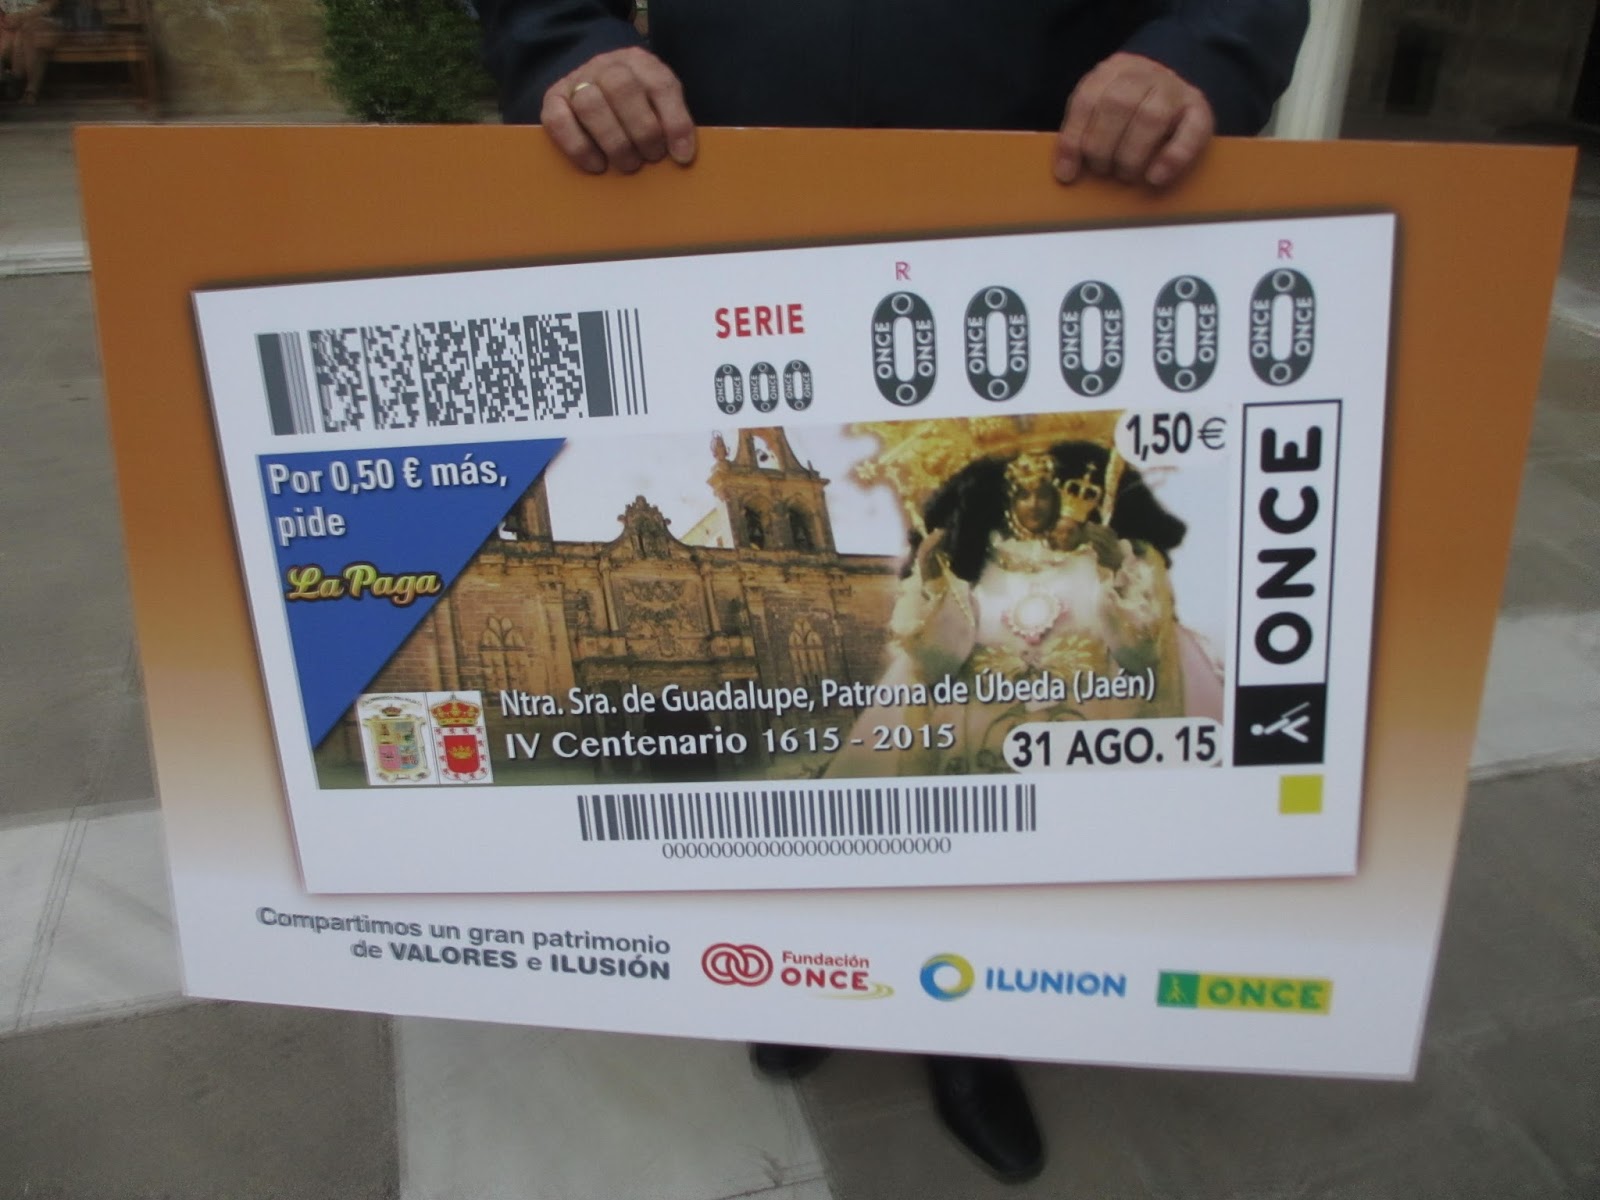 R R
SERIE
000 00000
1,50 €
Por 0,50 € más,
pide
La Paga
ONCE
Ntra. Sra. de Guadalupe, Patrona de Úbeda (Jaén)
IV Centenario 1615 - 2015
31 AGO. 15
Compartimos un gran patrimonio
de VALORES e ILUSIÓN
Fundación
ONCE
ILUNION
ONCE